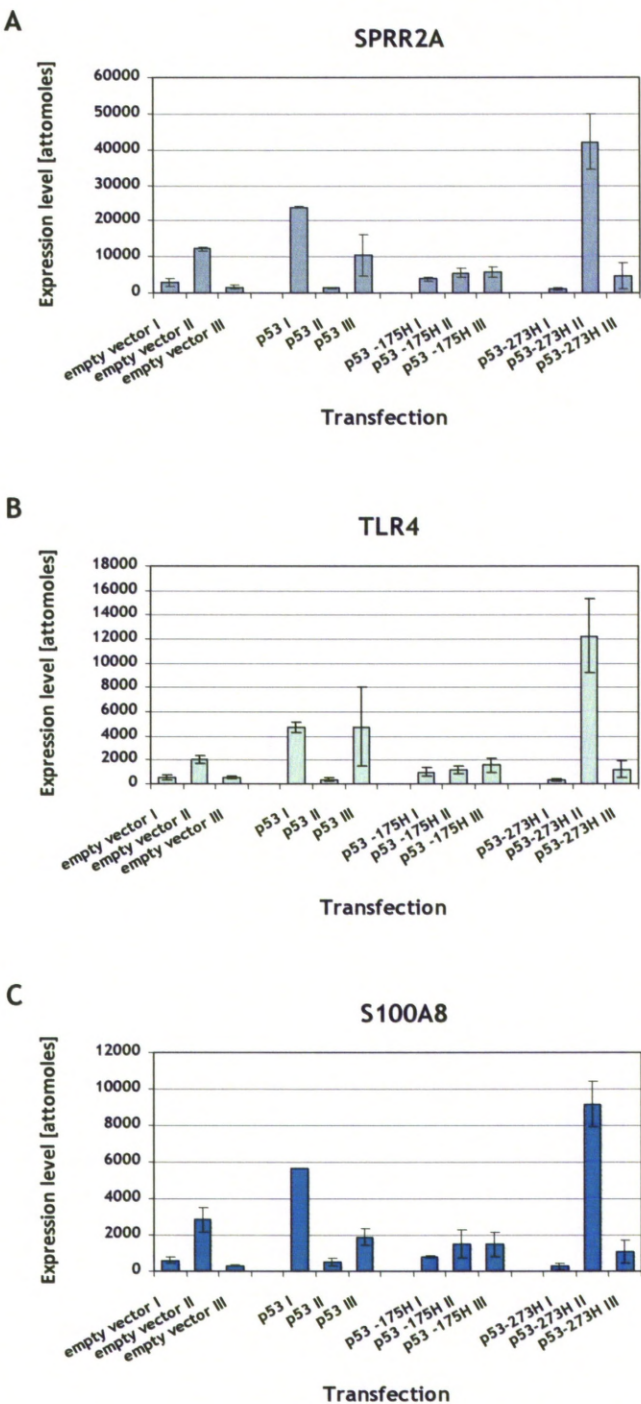 A
SPRR2A
Expression level [attomoles]
60000
50000
40000
30000
20000
10000
0
empty vector I
empty vector II
empty vector III
p53 I
p53 II
p53 III
p53 -175H I
p53 -175H II
p53 -175H III
p53-273H I
p53-273H II
p53-273H III
Transfection
B
TLR4
Expression level [attomoles]
18000
16000
14000
12000
10000
8000
6000
4000
2000
0
empty vector I
empty vector II
empty vector III
p53 I
p53 II
p53 III
p53 -175H I
p53 -175H II
p53 -175H III
p53-273H I
p53-273H II
p53-273H III
Transfection
C
S100A8
Expression level [attomoles]
12000
10000
8000
6000
4000
2000
0
empty vector I
empty vector II
empty vector III
p53 I
p53 II
p53 III
p53 -175H I
p53 -175H II
p53 -175H III
p53-273H I
p53-273H II
p53-273H III
Transfection